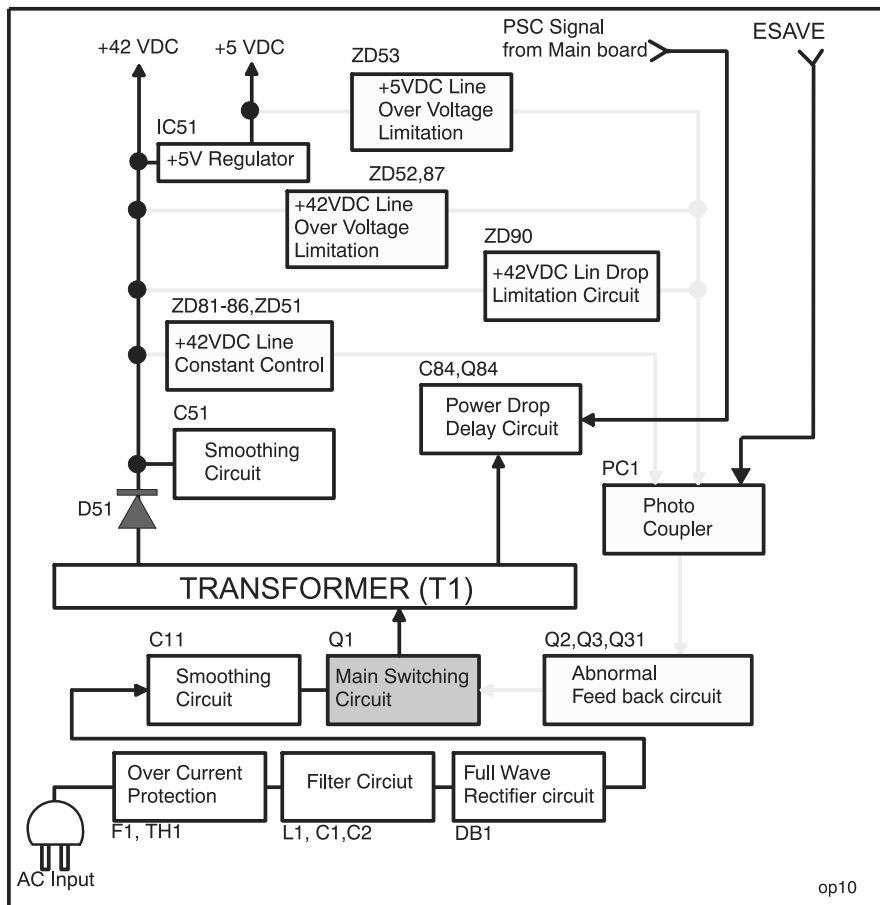 +42 VDC
+5 VDC
PSC Signal
from Main board
ESAVE
ZD53
+5VDC Line
Over Voltage
Limitation
IC51
+5V Regulator
ZD52,87
+42VDC Line
Over Voltage
Limitation
ZD90
+42VDC Lin Drop
Limitation Circuit
ZD81-86,ZD51
+42VDC Line
Constant Control
C84,Q84
Power Drop
Delay Circuit
C51
Smoothing
Circuit
D51
PC1
Photo
Coupler
TRANSFORMER (T1)
C11
Smoothing
Circuit
Q1
Main Switching
Circuit
Q2,Q3,Q31
Abnormal
Feed back circuit
Over Current
Protection
F1, TH1
Filter Circiut
L1, C1,C2
Full Wave
Rectifier circuit
DB1
AC Input
op10